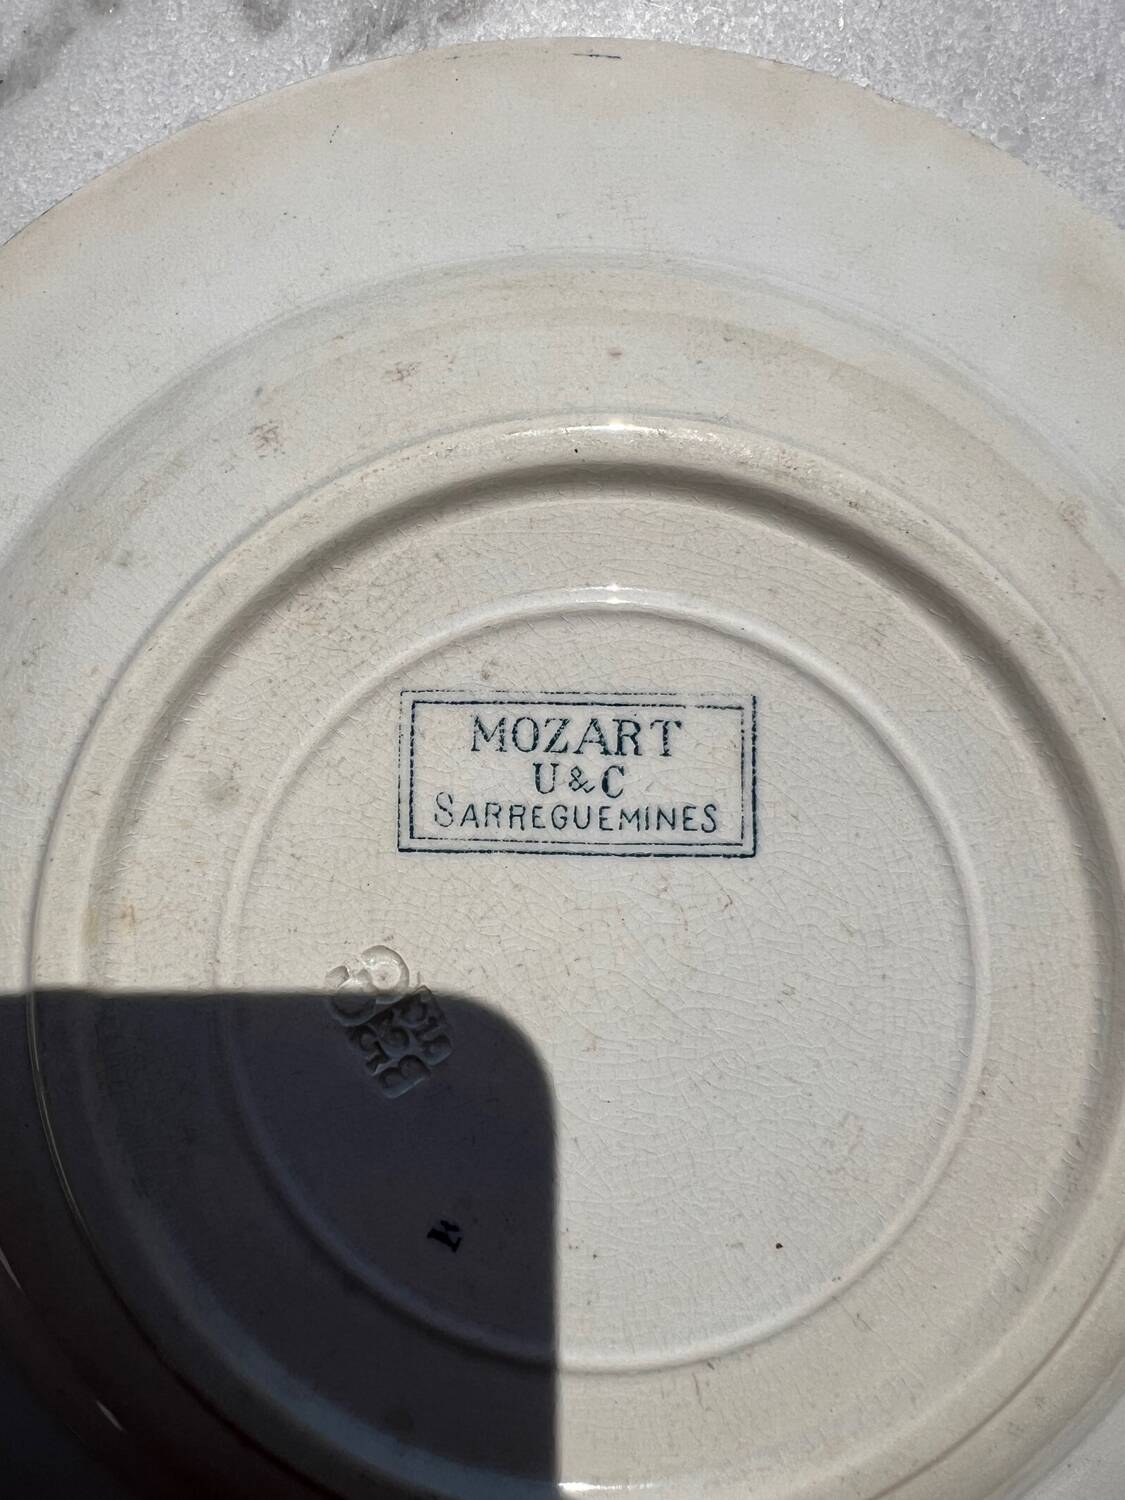 MOZART
U & C
SARREGUEMINES